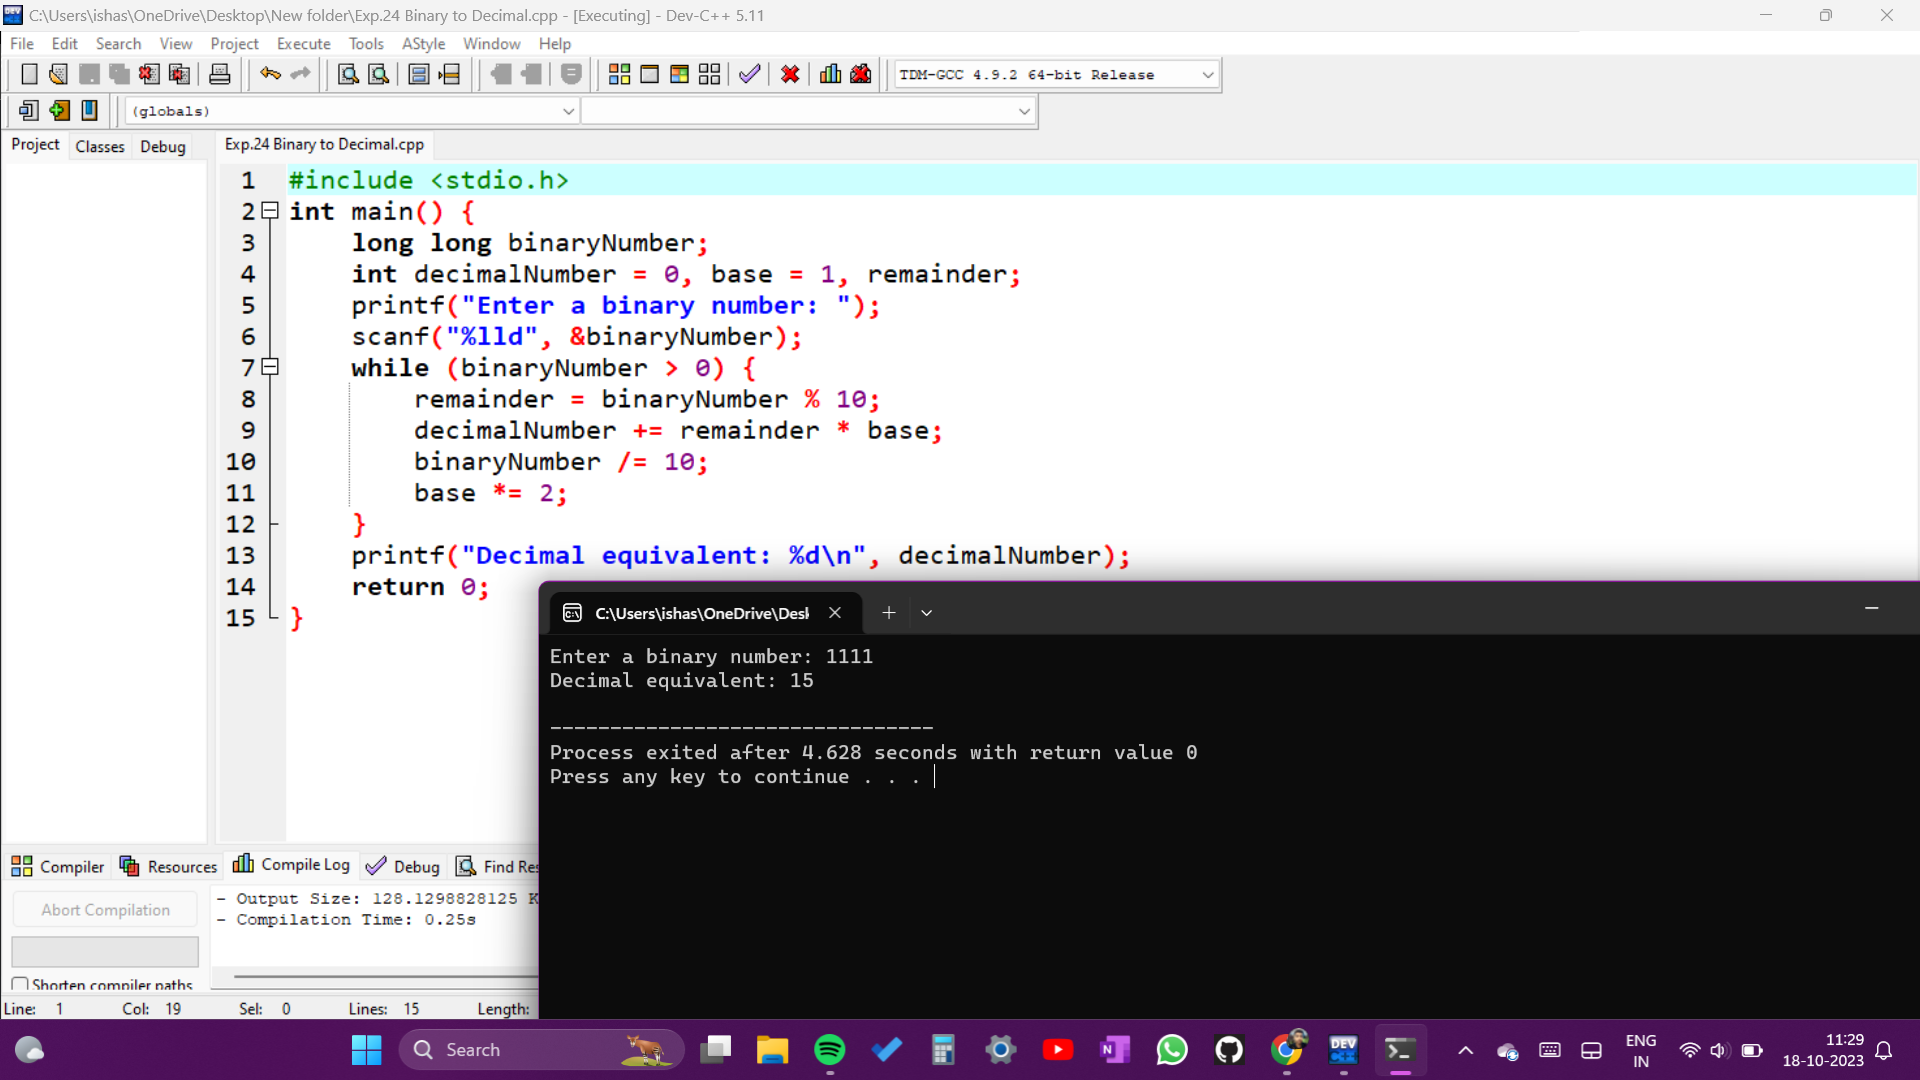 C:\Users\ishas\OneDrive\Desktop\New folder\Exp.24 Binary to Decimal.cpp - [Executing] - Dev-C++ 5.11
File Edit Search View Project Execute Tools AStyle Window Help
TDM-GCC 4.9.2 64-bit Release
(globals)
Project Classes Debug
Exp.24 Binary to Decimal.cpp
1 #include <stdio.h>
2 int main() {
3 long long binaryNumber;
4 int decimalNumber = 0, base = 1, remainder;
5 printf("Enter a binary number: ");
6 scanf("%lld", &binaryNumber);
7 while (binaryNumber > 0) {
8 remainder = binaryNumber % 10;
9 decimalNumber += remainder * base;
10 binaryNumber /= 10;
11 base *= 2;
12 }
13 printf("Decimal equivalent: %d\n", decimalNumber);
14 return 0;
15 }
C:\Users\ishas\OneDrive\Desl
Enter a binary number: 1111
Decimal equivalent: 15
--------------------------------
Process exited after 4.628 seconds with return value 0
Press any key to continue . . .
Compiler Resources Compile Log Debug Find Res
Abort Compilation
Shorten compiler paths
- Output Size: 128.1298828125 K
- Compilation Time: 0.25s
Line: 1 Col: 19 Sel: 0 Lines: 15 Length:
Search
DEV
C++
ENG
IN
11:29
18-10-2023